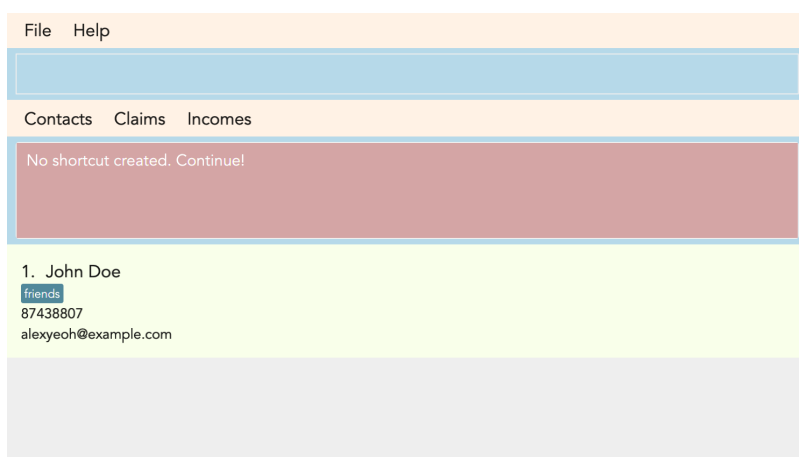 File Help
Contacts Claims Incomes
No shortcut created. Continue!
1. John Doe
friends
87438807
alexyeoh@example.com